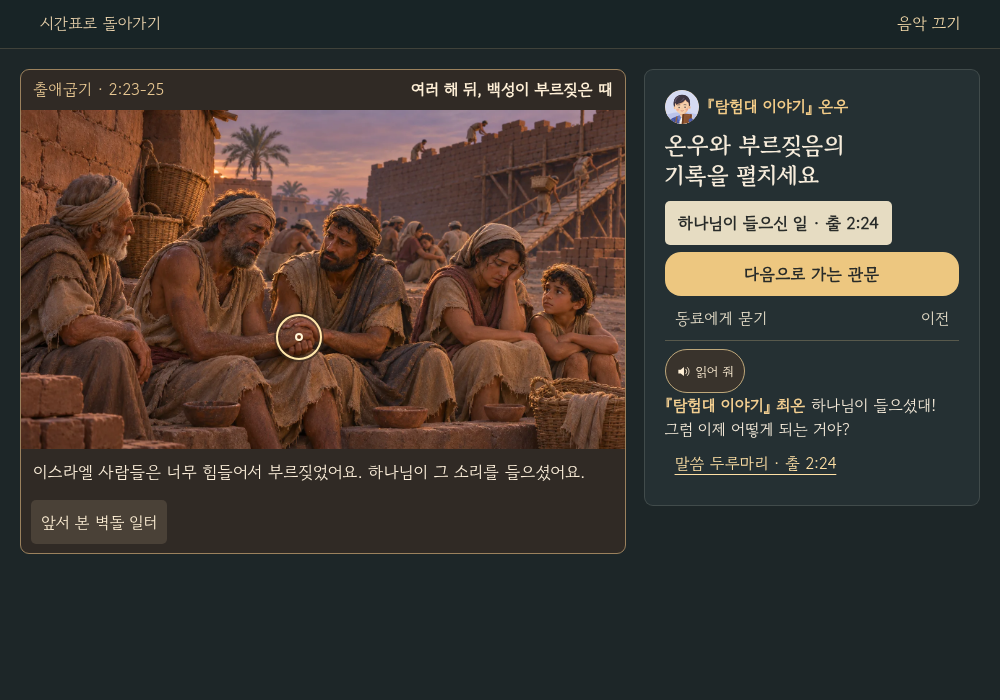 시간표로 돌아가기
음악 끄기
출애굽기 · 2:23-25
여러 해 뒤, 백성이 부르짖은 때
이스라엘 사람들은 너무 힘들어서 부르짖었어요. 하나님이 그 소리를 들으셨어요.
앞서 본 벽돌 일터
『탐험대 이야기』 온우
온우와 부르짖음의
기록을 펼치세요
하나님이 들으신 일 · 출 2:24
다음으로 가는 관문
동료에게 묻기
이전
읽어 줘
『탐험대 이야기』 최온 하나님이 들으셨대!
그럼 이제 어떻게 되는 거야?
말씀 두루마리 · 출 2:24